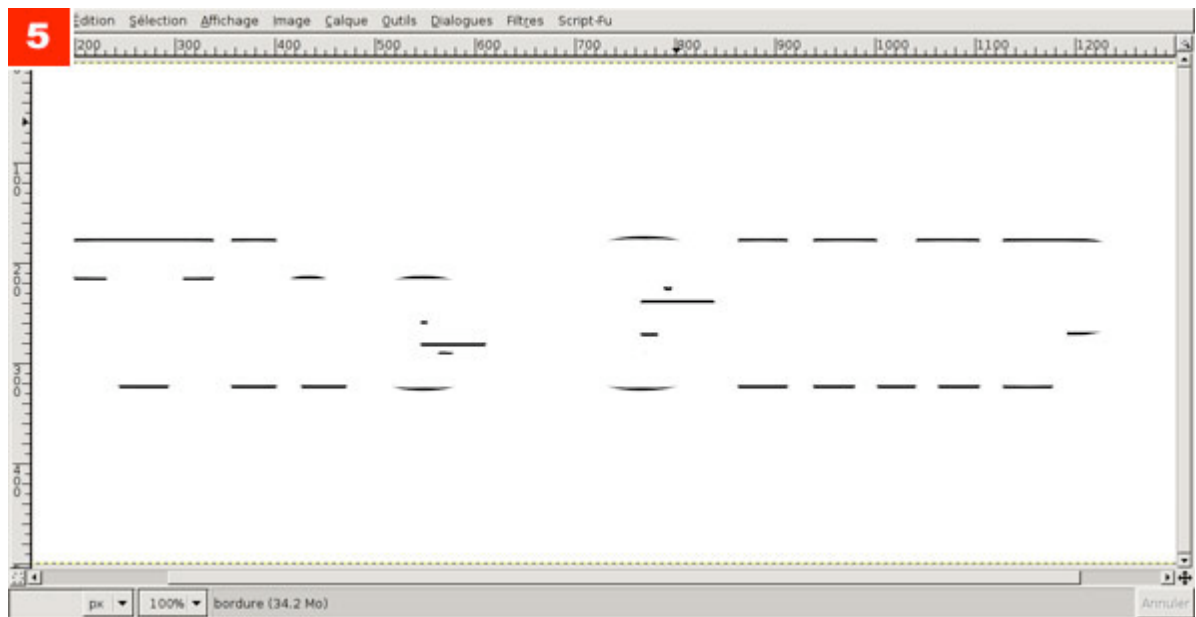 5
Édition Sélection Affichage Image Calque Outils Dialogues Filtres Script-Fu
200 300 400 500 600 700 800 900 1000 1100 1200
0
100
200
300
400
px 100% bordure (34.2 Mo) Annuler